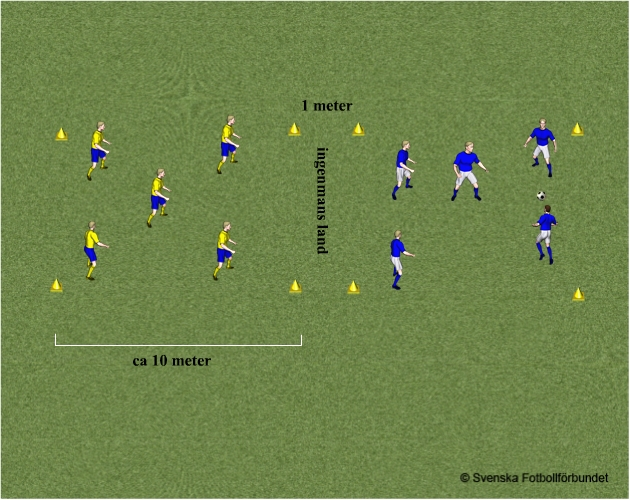 1 meter
ingenmans land
ca 10 meter
© Svenska Fotbollförbundet